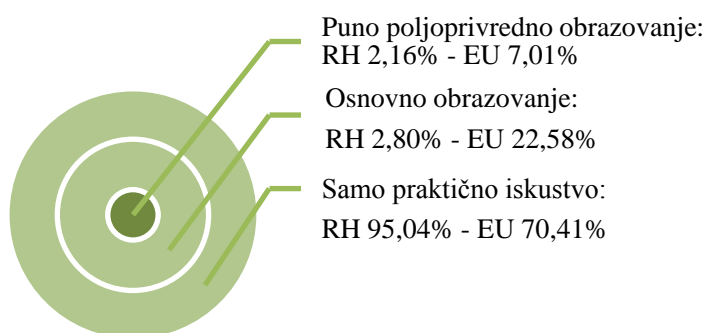 Puno poljoprivredno obrazovanje:
RH 2,16% - EU 7,01%
Osnovno obrazovanje:
RH 2,80% - EU 22,58%
Samo praktično iskustvo:
RH 95,04% - EU 70,41%